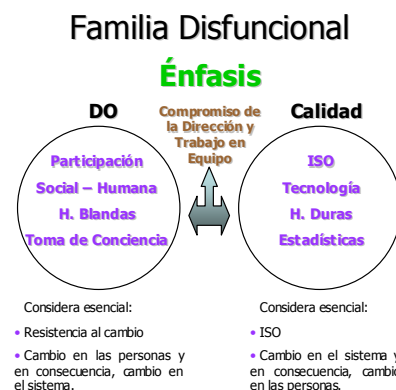 Familia Disfuncional
Énfasis
DO
Compromiso de
la Dirección y
Trabajo en
Equipo
Calidad
Participación
Social – Humana
H. Blandas
Toma de Conciencia
ISO
Tecnología
H. Duras
Estadísticas
Considera esencial:
• Resistencia al cambio
• Cambio en las personas y
en consecuencia, cambio en
el sistema.
Considera esencial:
• ISO
• Cambio en el sistema y
en consecuencia, cambio
en las personas.